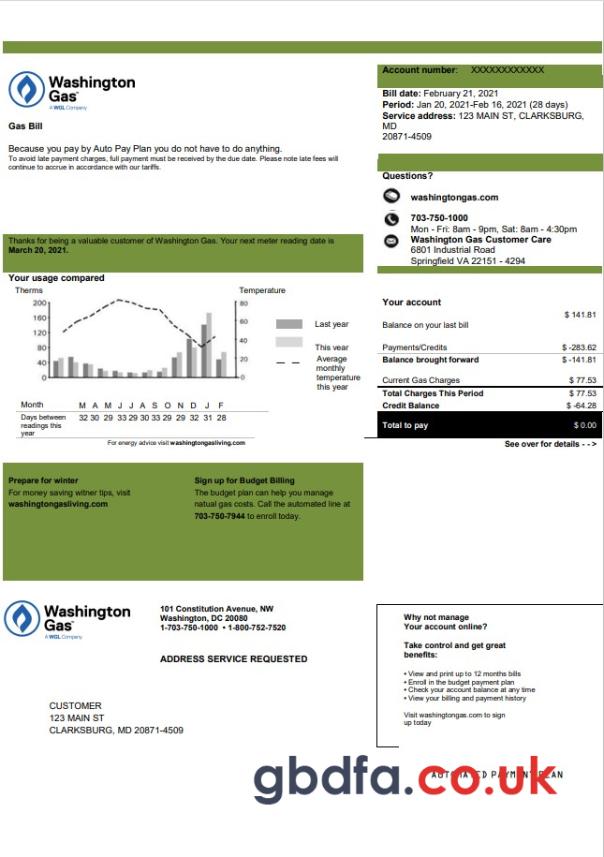 Washington
Gas
A WGL Company
Gas Bill
Because you pay by Auto Pay Plan you do not have to do anything.
To avoid late payment charges, full payment must be received by the due date. Please note late fees will
continue to accrue in accordance with our tariffs.
Account number: XXXXXXXXXXXX
Bill date: February 21, 2021
Period: Jan 20, 2021-Feb 16, 2021 (28 days)
Service address: 123 MAIN ST, CLARKSBURG,
MD
20871-4509
Questions?
washingtongas.com
703-750-1000
Mon - Fri: 8am - 9pm, Sat: 8am - 4:30pm
Washington Gas Customer Care
6801 Industrial Road
Springfield VA 22151 - 4294
Thanks for being a valuable customer of Washington Gas. Your next meter reading date is
March 20, 2021.
Your usage compared
Therms Temperature
200 80
160 60
120
80 40
40 20
0 0
Last year
This year
Average
monthly
temperature
this year
Month M A M J J A S O N D J F
Days between 32 30 29 33 29 29 30 33 29 29 32 31 28
readings this
year
For energy advice visit washingtongasliving.com
Your account
$ 141.81
Balance on your last bill
Payments/Credits $ -283.62
Balance brought forward $ -141.81
Current Gas Charges $ 77.53
Total Charges This Period $ 77.53
Credit Balance $ -64.28
Total to pay $ 0.00
See over for details - - >
Prepare for winter
For money saving witner tips, visit
washingtongasliving.com
Sign up for Budget Billing
The budget plan can help you manage
natual gas costs. Call the automated line at
703-750-7944 to enroll today.
Washington
Gas
A WGL Company
101 Constitution Avenue, NW
Washington, DC 20080
1-703-750-1000 • 1-800-752-7520
ADDRESS SERVICE REQUESTED
CUSTOMER
123 MAIN ST
CLARKSBURG, MD 20871-4509
Why not manage
Your account online?
Take control and get great
benefits:
• View and print up to 12 months bills
• Enroll in the budget payment plan
• Check your account balance at any time
• View your billing and payment history
Visit washingtongas.com to sign
up today
AUTOMATED PAYMENT PLAN
gbdfa.co.uk